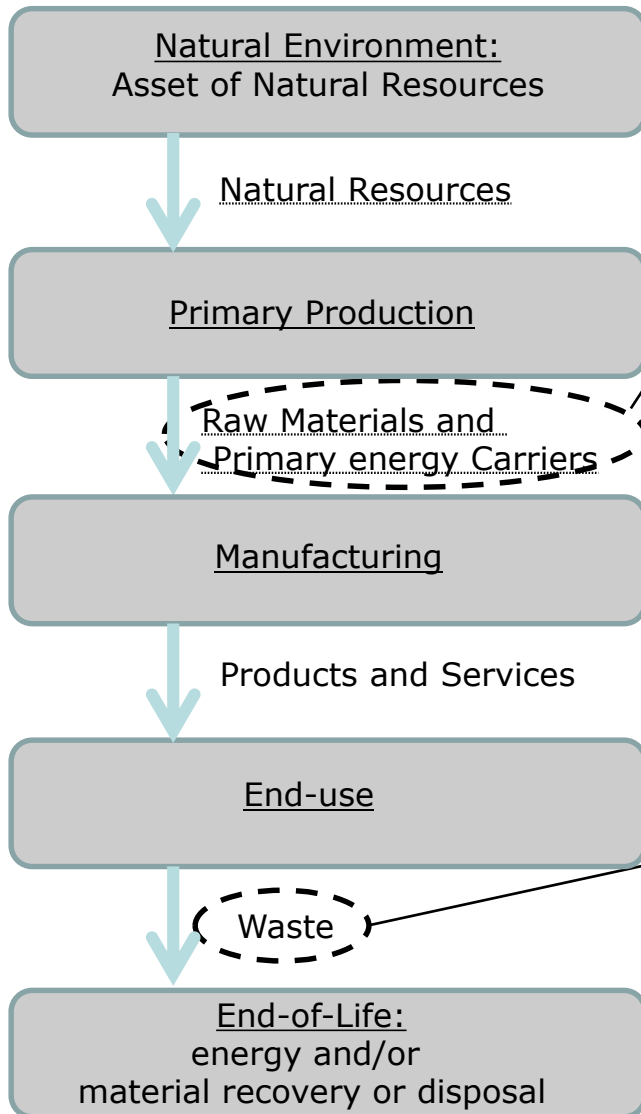 Natural Environment:
Asset of Natural Resources
Natural Resources
Primary Production
Raw Materials and
Primary energy Carriers
Manufacturing
Products and Services
End-use
Waste
End-of-Life:
energy and/or
material recovery or disposal